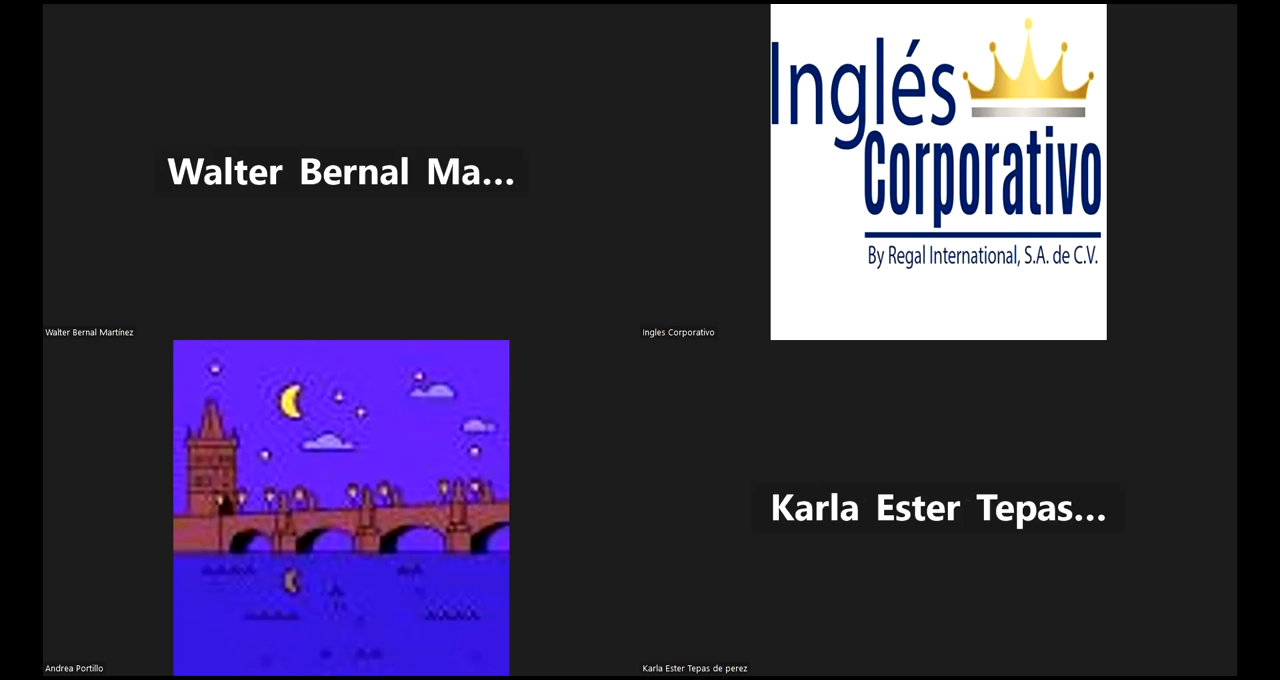 Walter Bernal Ma...
Walter Bernal Martínez
Inglés
Corporativo
By Regal International, S.A. de C.V.
Ingles Corporativo
Andrea Portillo
Karla Ester Tepas...
Karla Ester Tepas de perez